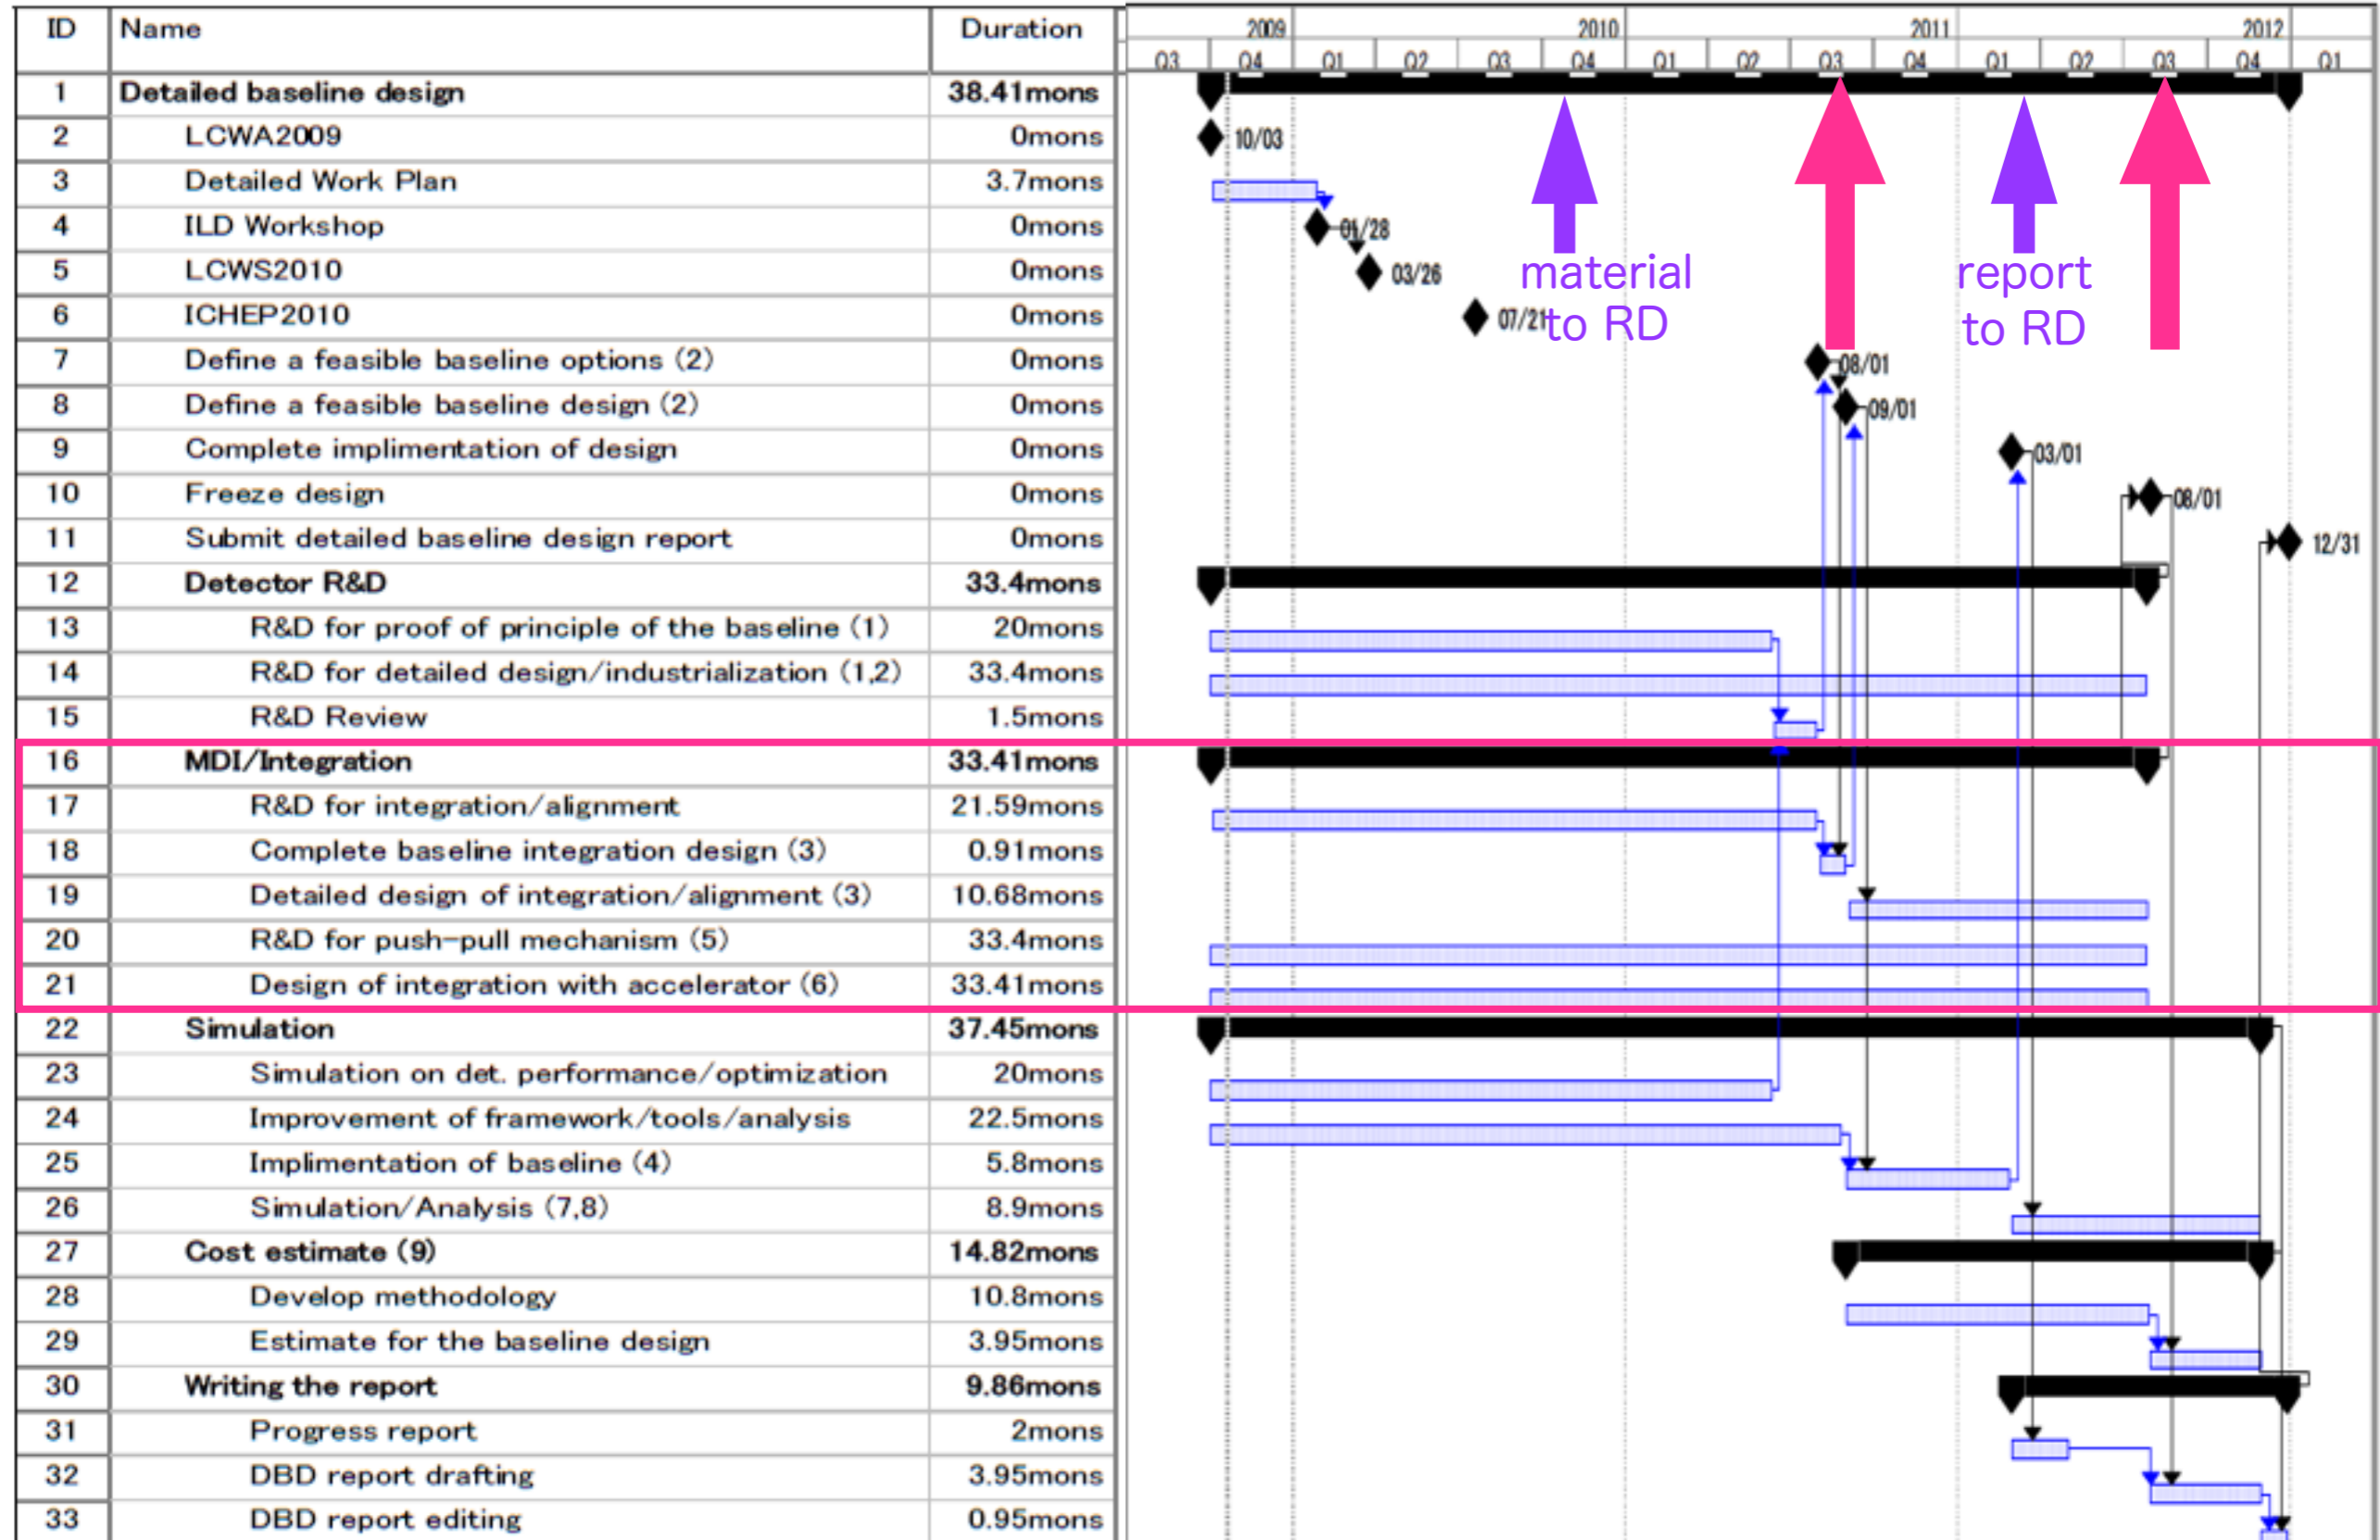 ID Name Duration 2009 2010 2011 2012
Q3 Q4 Q1 Q2 Q3 Q4 Q1 Q2 Q3 Q4 Q1 Q2 Q3 Q4 Q1
1 Detailed baseline design 38.41mons
2 LCWA2009 0mons 10/03
3 Detailed Work Plan 3.7mons
4 ILD Workshop 0mons 01/28
5 LCWS2010 0mons 03/26
material report
6 ICHEP2010 0mons 07/21
to RD to RD
7 Define a feasible baseline options (2) 0mons 08/01
8 Define a feasible baseline design (2) 0mons 09/01
9 Complete implimentation of design 0mons 03/01
10 Freeze design 0mons 08/01
11 Submit detailed baseline design report 0mons 12/31
12 Detector R&D 33.4mons
13 R&D for proof of principle of the baseline (1) 20mons
14 R&D for detailed design/industrialization (1,2) 33.4mons
15 R&D Review 1.5mons
16 MDI/Integration 33.41mons
17 R&D for integration/alignment 21.59mons
18 Complete baseline integration design (3) 0.91mons
19 Detailed design of integration/alignment (3) 10.68mons
20 R&D for push-pull mechanism (5) 33.4mons
21 Design of integration with accelerator (6) 33.41mons
22 Simulation 37.45mons
23 Simulation on det. performance/optimization 20mons
24 Improvement of framework/tools/analysis 22.5mons
25 Implimentation of baseline (4) 5.8mons
26 Simulation/Analysis (7,8) 8.9mons
27 Cost estimate (9) 14.82mons
28 Develop methodology 10.8mons
29 Estimate for the baseline design 3.95mons
30 Writing the report 9.86mons
31 Progress report 2mons
32 DBD report drafting 3.95mons
33 DBD report editing 0.95mons